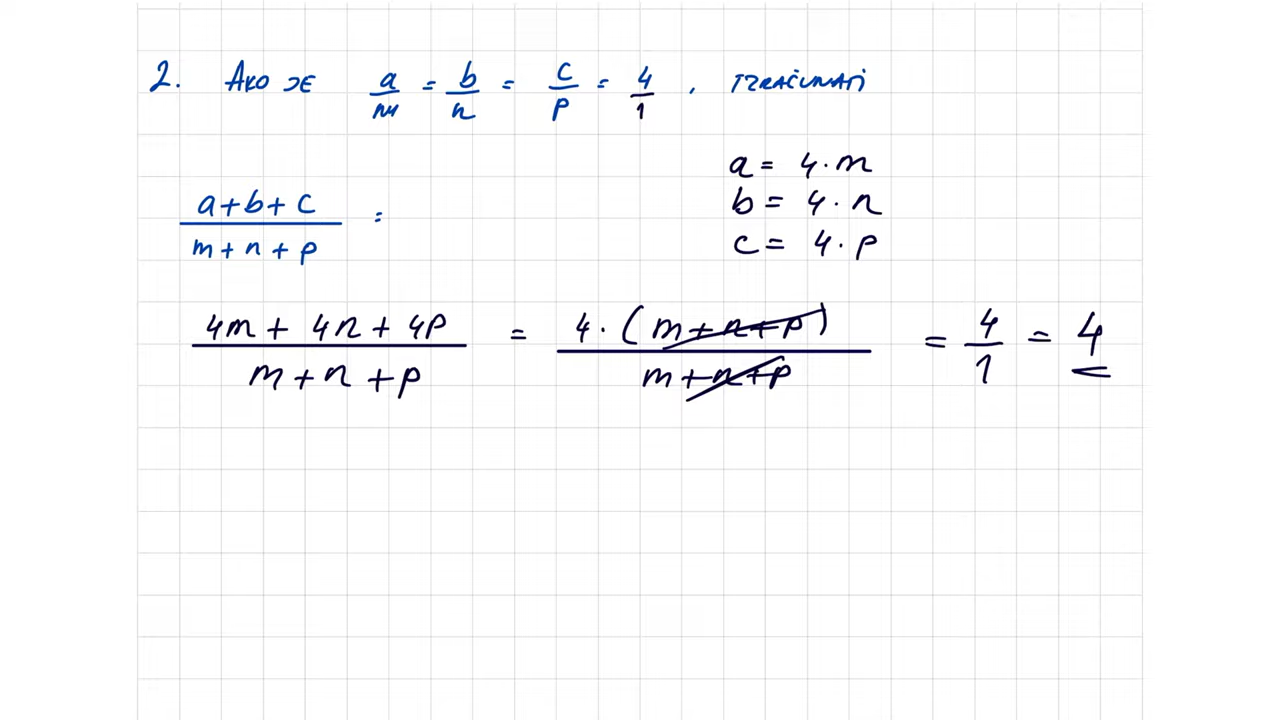 2. AKO JE a/m = b/n = c/p = 4/1, IZRAČUNATI
a = 4·m
b = 4·n
c = 4·p
(a+b+c)/(m+n+p) =
(4m+4n+4p)/(m+n+p) = 4·(m+n+p)/(m+n+p) = 4/1 = 4